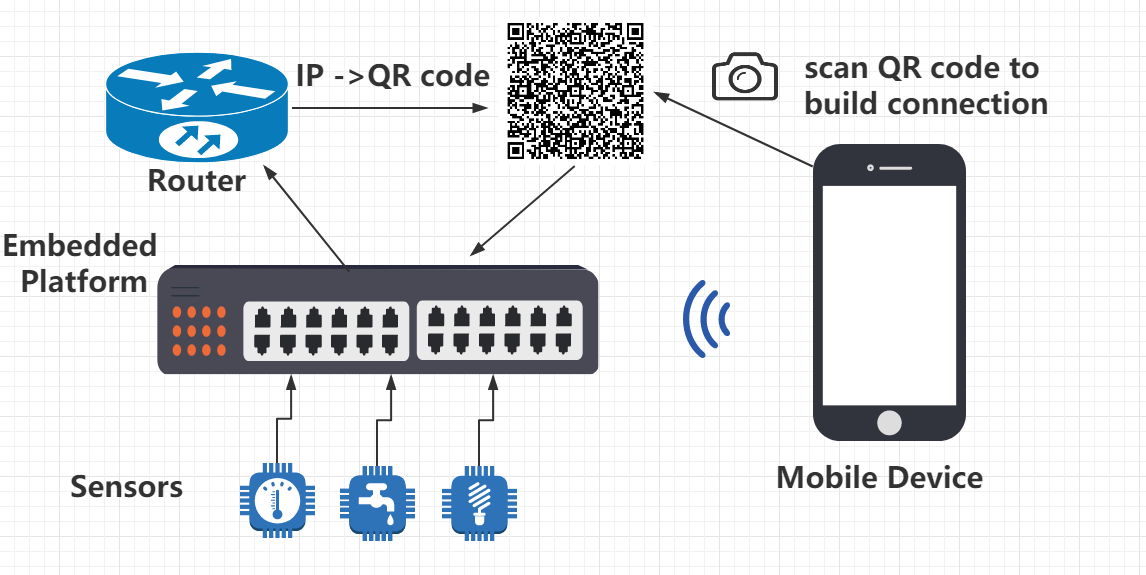 IP ->QR code
scan QR code to
build connection
Router
Embedded
Platform
Sensors
Mobile Device